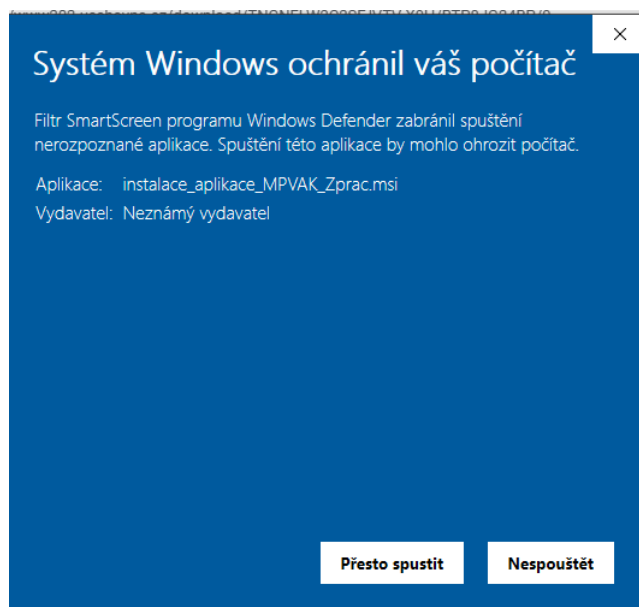 Systém Windows ochránil váš počítač
Filtr SmartScreen programu Windows Defender zabránil spuštění
nerozpoznané aplikace. Spuštění této aplikace by mohlo ohrozit počítač.
Aplikace: instalace_aplikace_MPVAK_Zprac.msi
Vydavatel: Neznámý vydavatel
Přesto spustit
Nespouštět